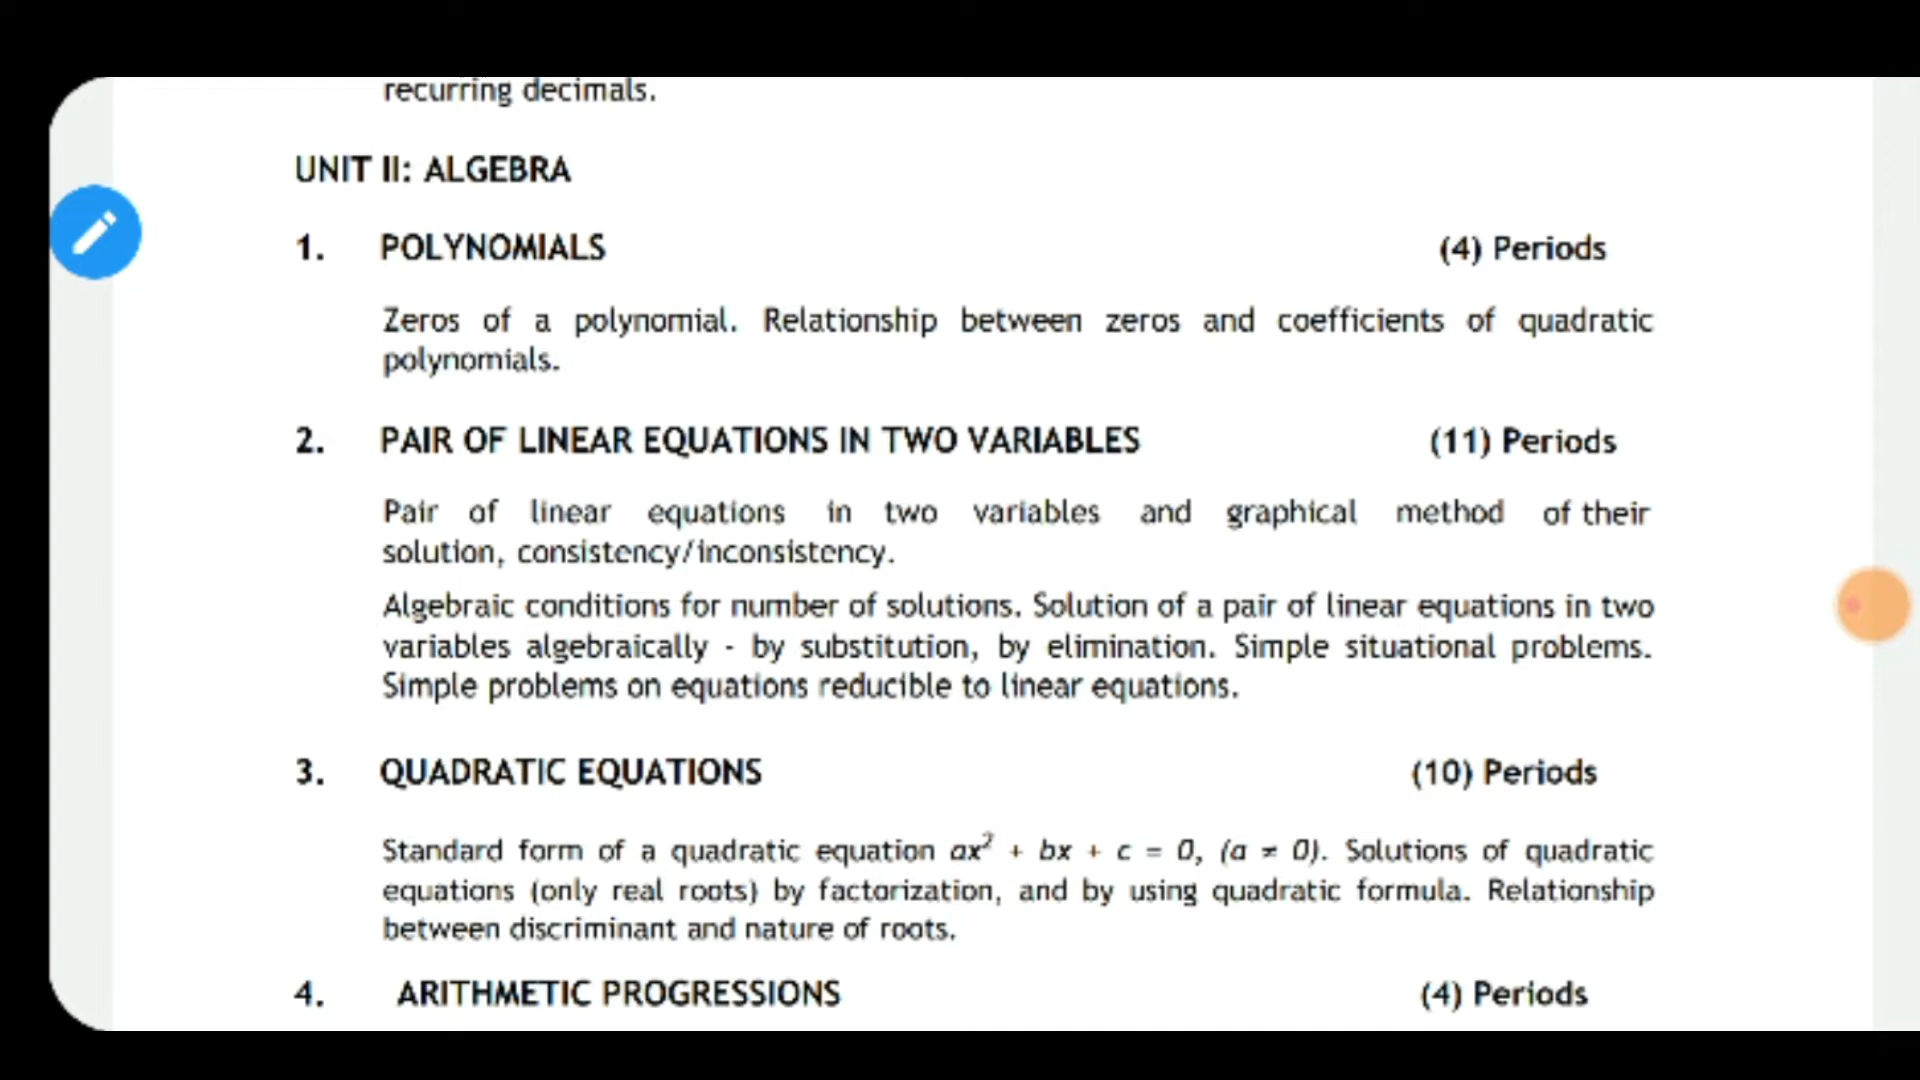 recurring decimals.
UNIT II: ALGEBRA
1. POLYNOMIALS (4) Periods
Zeros of a polynomial. Relationship between zeros and coefficients of quadratic
polynomials.
2. PAIR OF LINEAR EQUATIONS IN TWO VARIABLES (11) Periods
Pair of linear equations in two variables and graphical method of their
solution, consistency/inconsistency.
Algebraic conditions for number of solutions. Solution of a pair of linear equations in two
variables algebraically - by substitution, by elimination. Simple situational problems.
Simple problems on equations reducible to linear equations.
3. QUADRATIC EQUATIONS (10) Periods
Standard form of a quadratic equation ax² + bx + c = 0, (a ≠ 0). Solutions of quadratic
equations (only real roots) by factorization, and by using quadratic formula. Relationship
between discriminant and nature of roots.
4. ARITHMETIC PROGRESSIONS (4) Periods